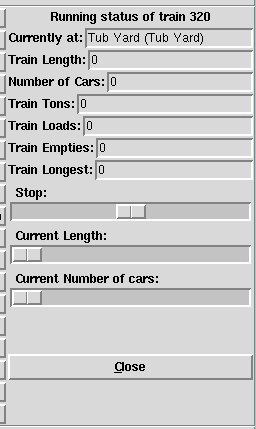 Running status of train 320
Currently at: Tub Yard (Tub Yard)
Train Length: 0
Number of Cars: 0
Train Tons: 0
Train Loads: 0
Train Empties: 0
Train Longest: 0
Stop:
Current Length:
Current Number of cars:
Close